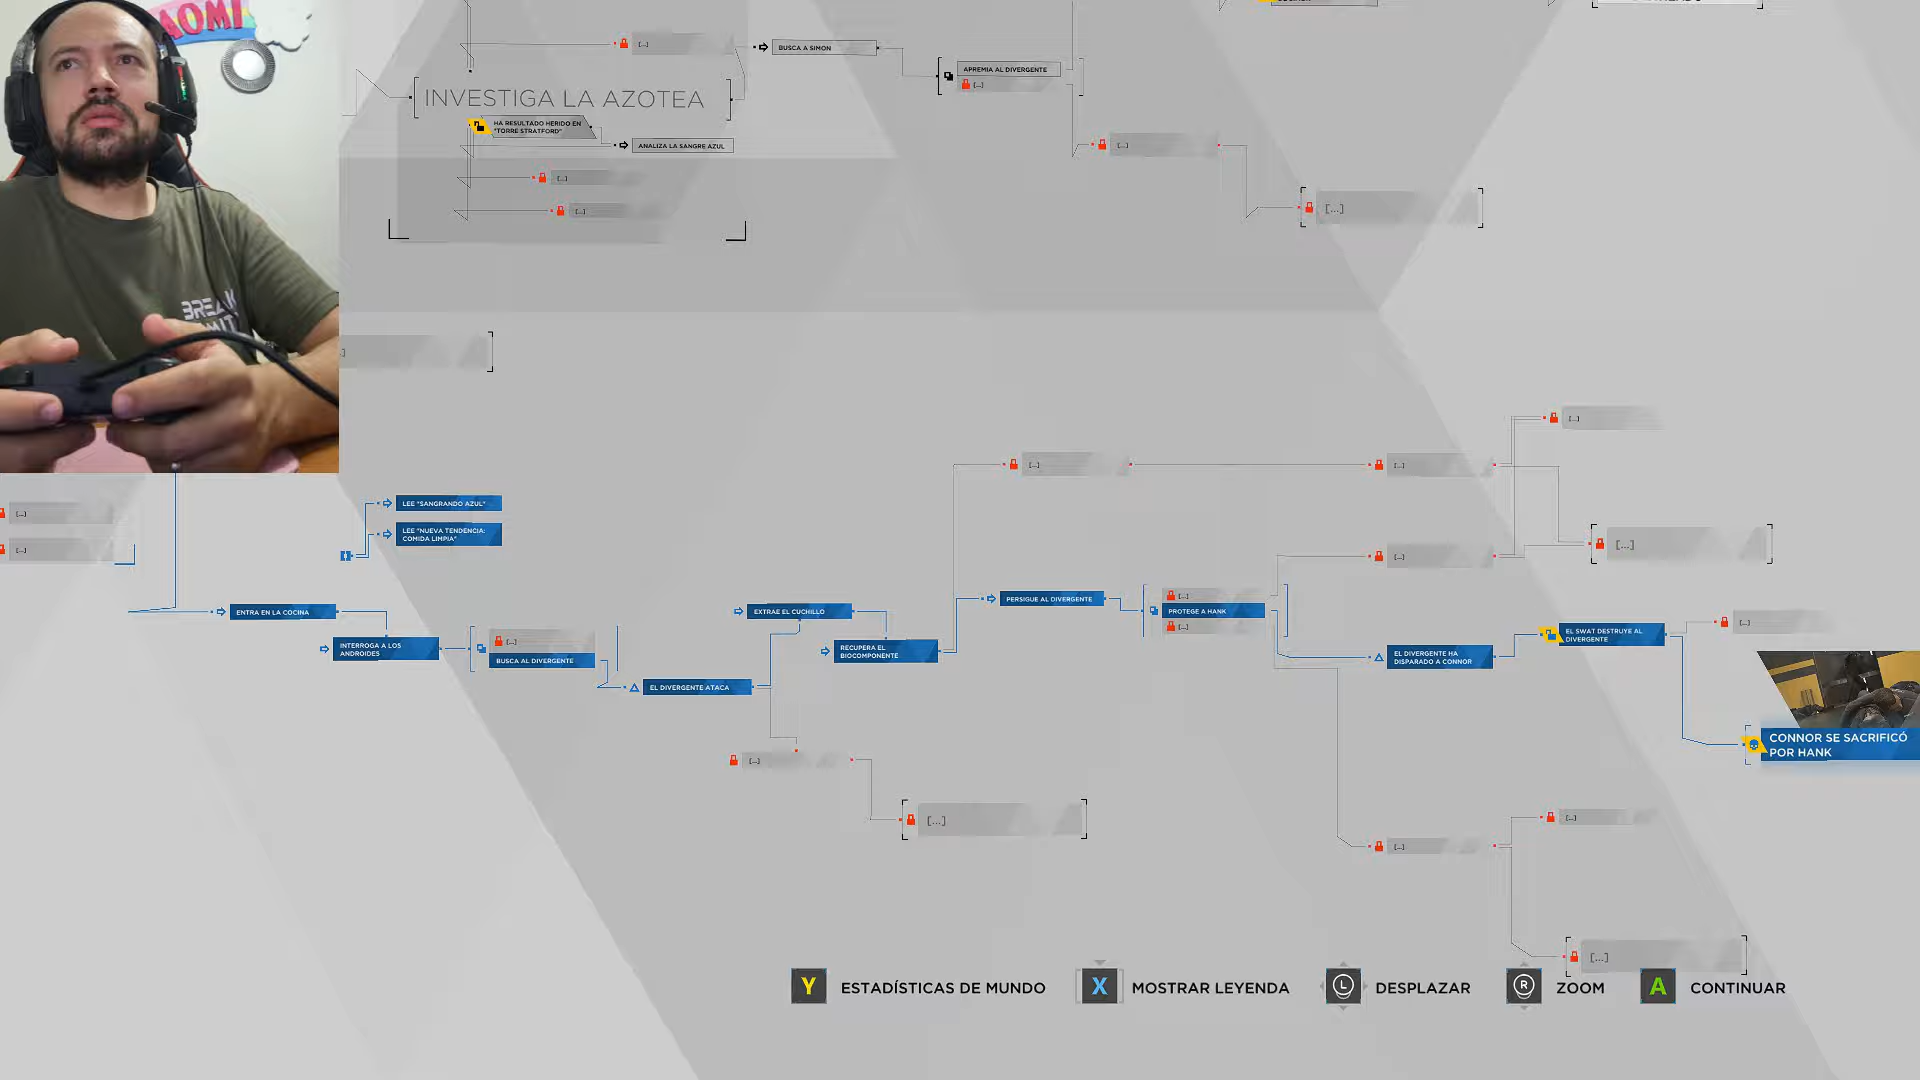 AOMI
BREAK
[...]
BUSCA A SIMON
APREMIA AL DIVERGENTE
[...]
INVESTIGA LA AZOTEA
HA RESULTADO HERIDO EN
"TORRE STRATFORD"
ANALIZA LA SANGRE AZUL
[...]
[...]
[...]
[...]
[...]
[...]
[...]
[...]
[...]
[...]
[...]
LEE "SANGRANDO AZUL"
LEE "NUEVA TENDENCIA:
COMIDA LIMPIA"
ENTRA EN LA COCINA
INTERROGA A LOS
ANDROIDES
[...]
BUSCA AL DIVERGENTE
EL DIVERGENTE ATACA
EXTRAE EL CUCHILLO
RECUPERA EL
BIOCOMPONENTE
PERSIGUE AL DIVERGENTE
[...]
PROTEGE A HANK
[...]
EL DIVERGENTE HA
DISPARADO A CONNOR
EL SWAT DESTRUYE AL
DIVERGENTE
[...]
CONNOR SE SACRIFICÓ
POR HANK
[...]
[...]
[...]
[...]
[...]
Y ESTADÍSTICAS DE MUNDO
X MOSTRAR LEYENDA
L DESPLAZAR
R ZOOM
A CONTINUAR